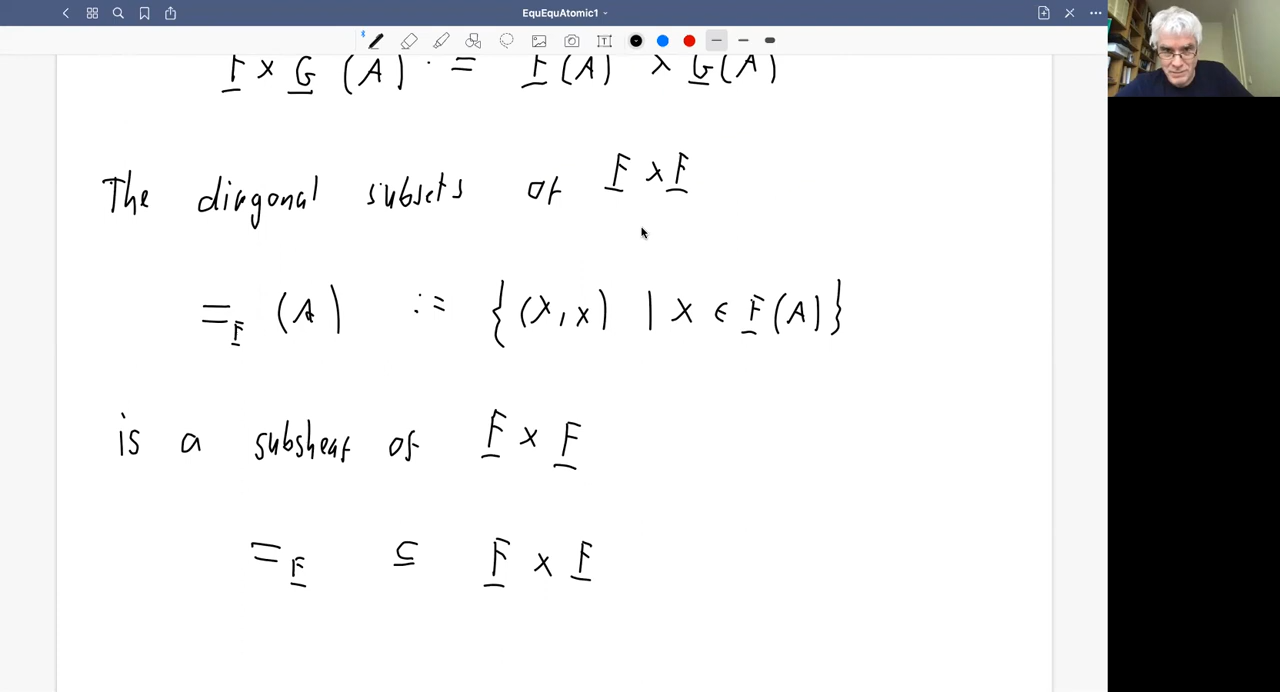 EquEquAtomic1
F × G (A) := F(A) × G(A)
The diagonal subsets of F × F
=F (A) := {(x, x) | x ∈ F(A)}
is a subsheaf of F × F
=F ⊆ F × F